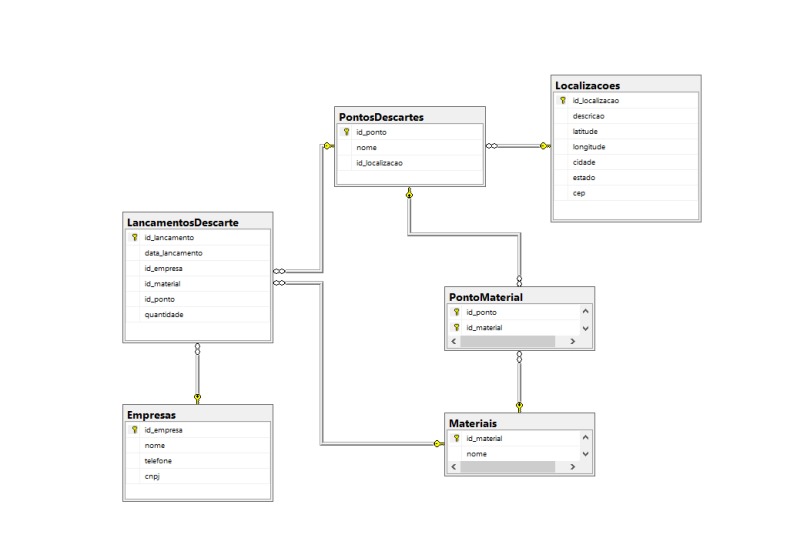 Localizacoes
id_localizacao
descricao
latitude
longitude
cidade
estado
cep
PontosDescartes
id_ponto
nome
id_localizacao
LancamentosDescarte
id_lancamento
data_lancamento
id_empresa
id_material
id_ponto
quantidade
PontoMaterial
id_ponto
id_material
Empresas
id_empresa
nome
telefone
cnpj
Materiais
id_material
nome